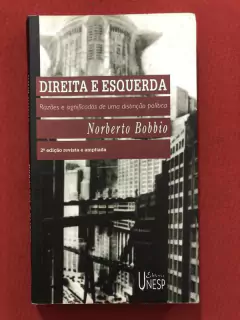 DIREITA E ESQUERDA
Razões e significados de uma distinção política
Norberto Bobbio
2ª edição revista e ampliada
Editora
UNESP